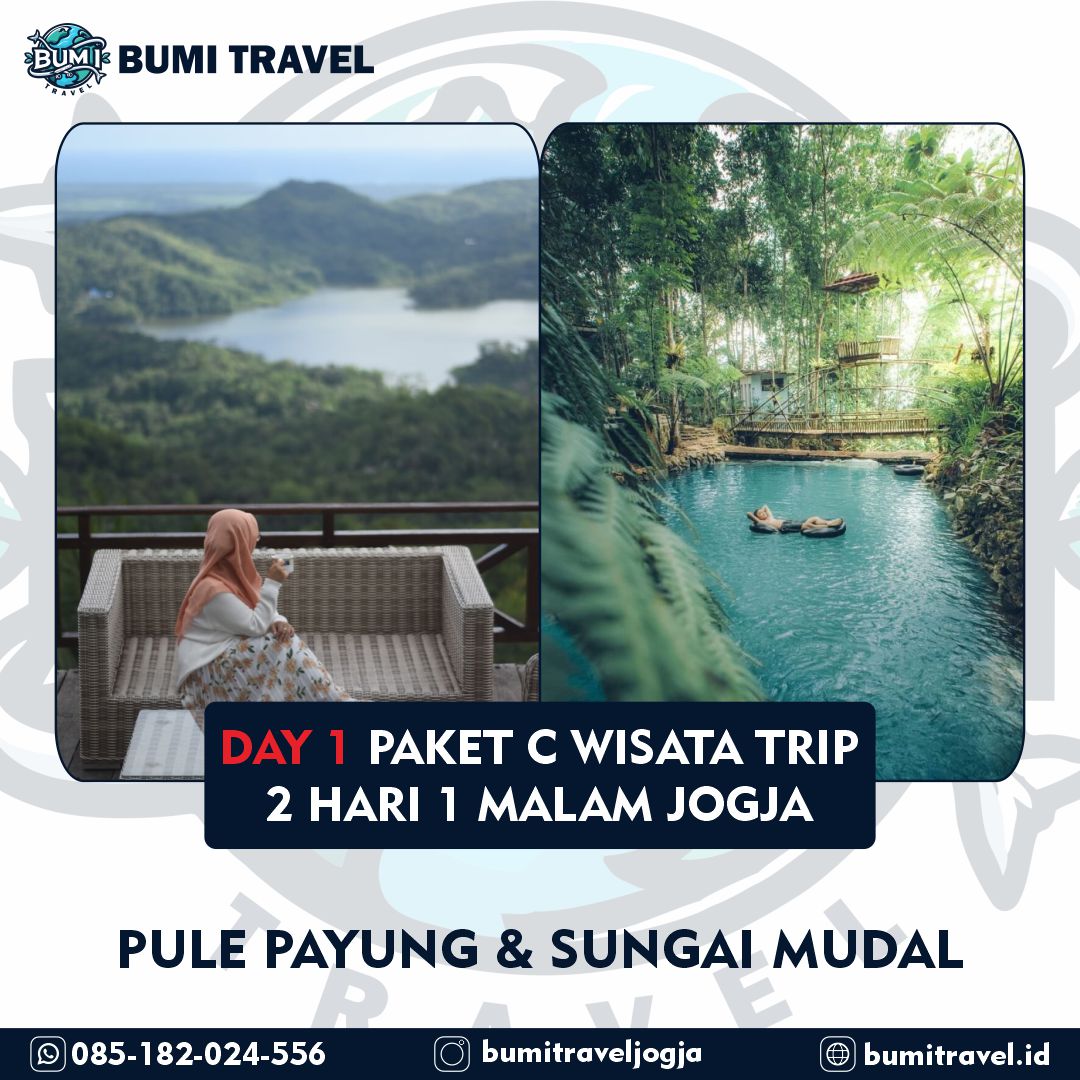 BUMI
TRAVEL
BUMI TRAVEL
DAY 1 PAKET C WISATA TRIP
2 HARI 1 MALAM JOGJA
PULE PAYUNG & SUNGAI MUDAL
TRAVEL
085-182-024-556
bumitraveljogja
bumitravel.id